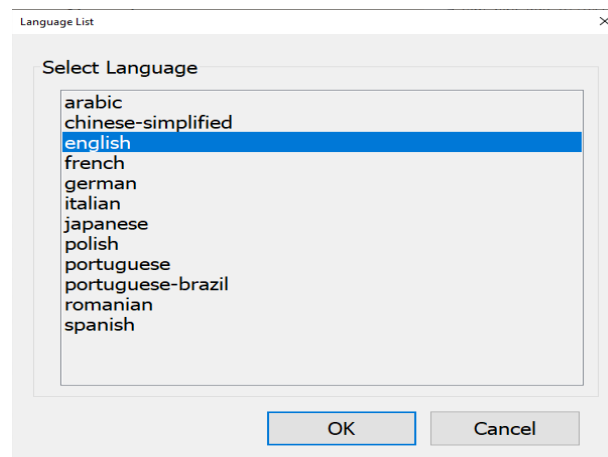 Language List
Select Language
arabic
chinese-simplified
english
french
german
italian
japanese
polish
portuguese
portuguese-brazil
romanian
spanish
OK
Cancel